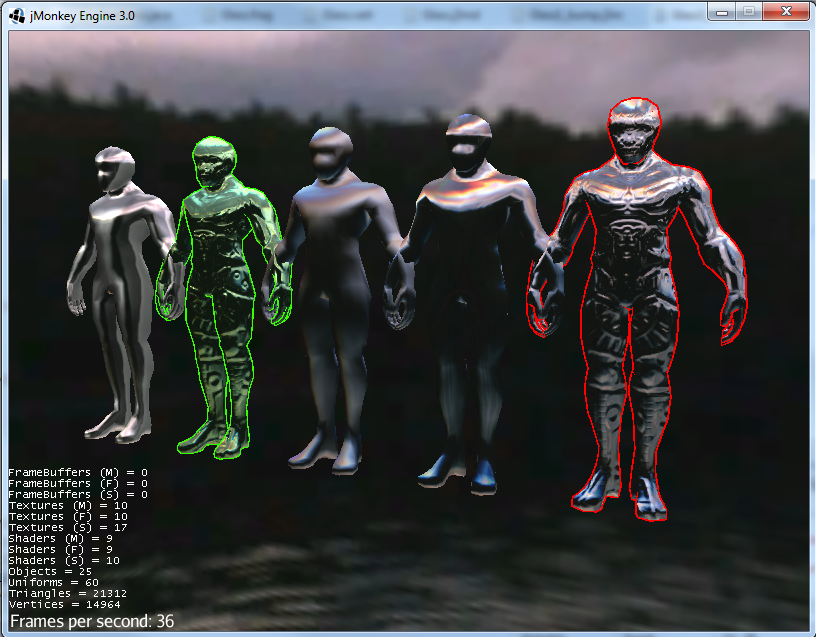 jMonkey Engine 3.0
FrameBuffers (M) = 0
FrameBuffers (F) = 0
FrameBuffers (S) = 0
Textures (M) = 10
Textures (F) = 10
Textures (S) = 17
Shaders (M) = 9
Shaders (F) = 9
Shaders (S) = 10
Objects = 25
Uniforms = 60
Triangles = 21312
Vertices = 14964
Frames per second: 36